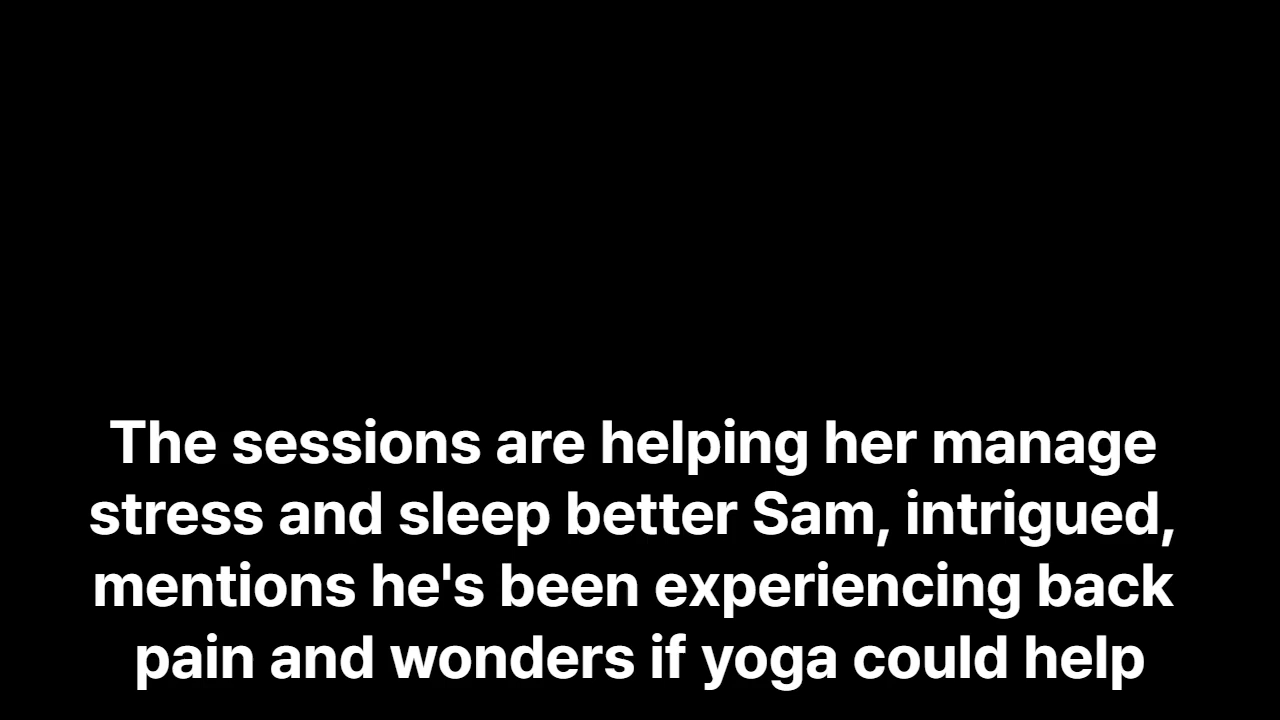 The sessions are helping her manage
stress and sleep better Sam, intrigued,
mentions he's been experiencing back
pain and wonders if yoga could help